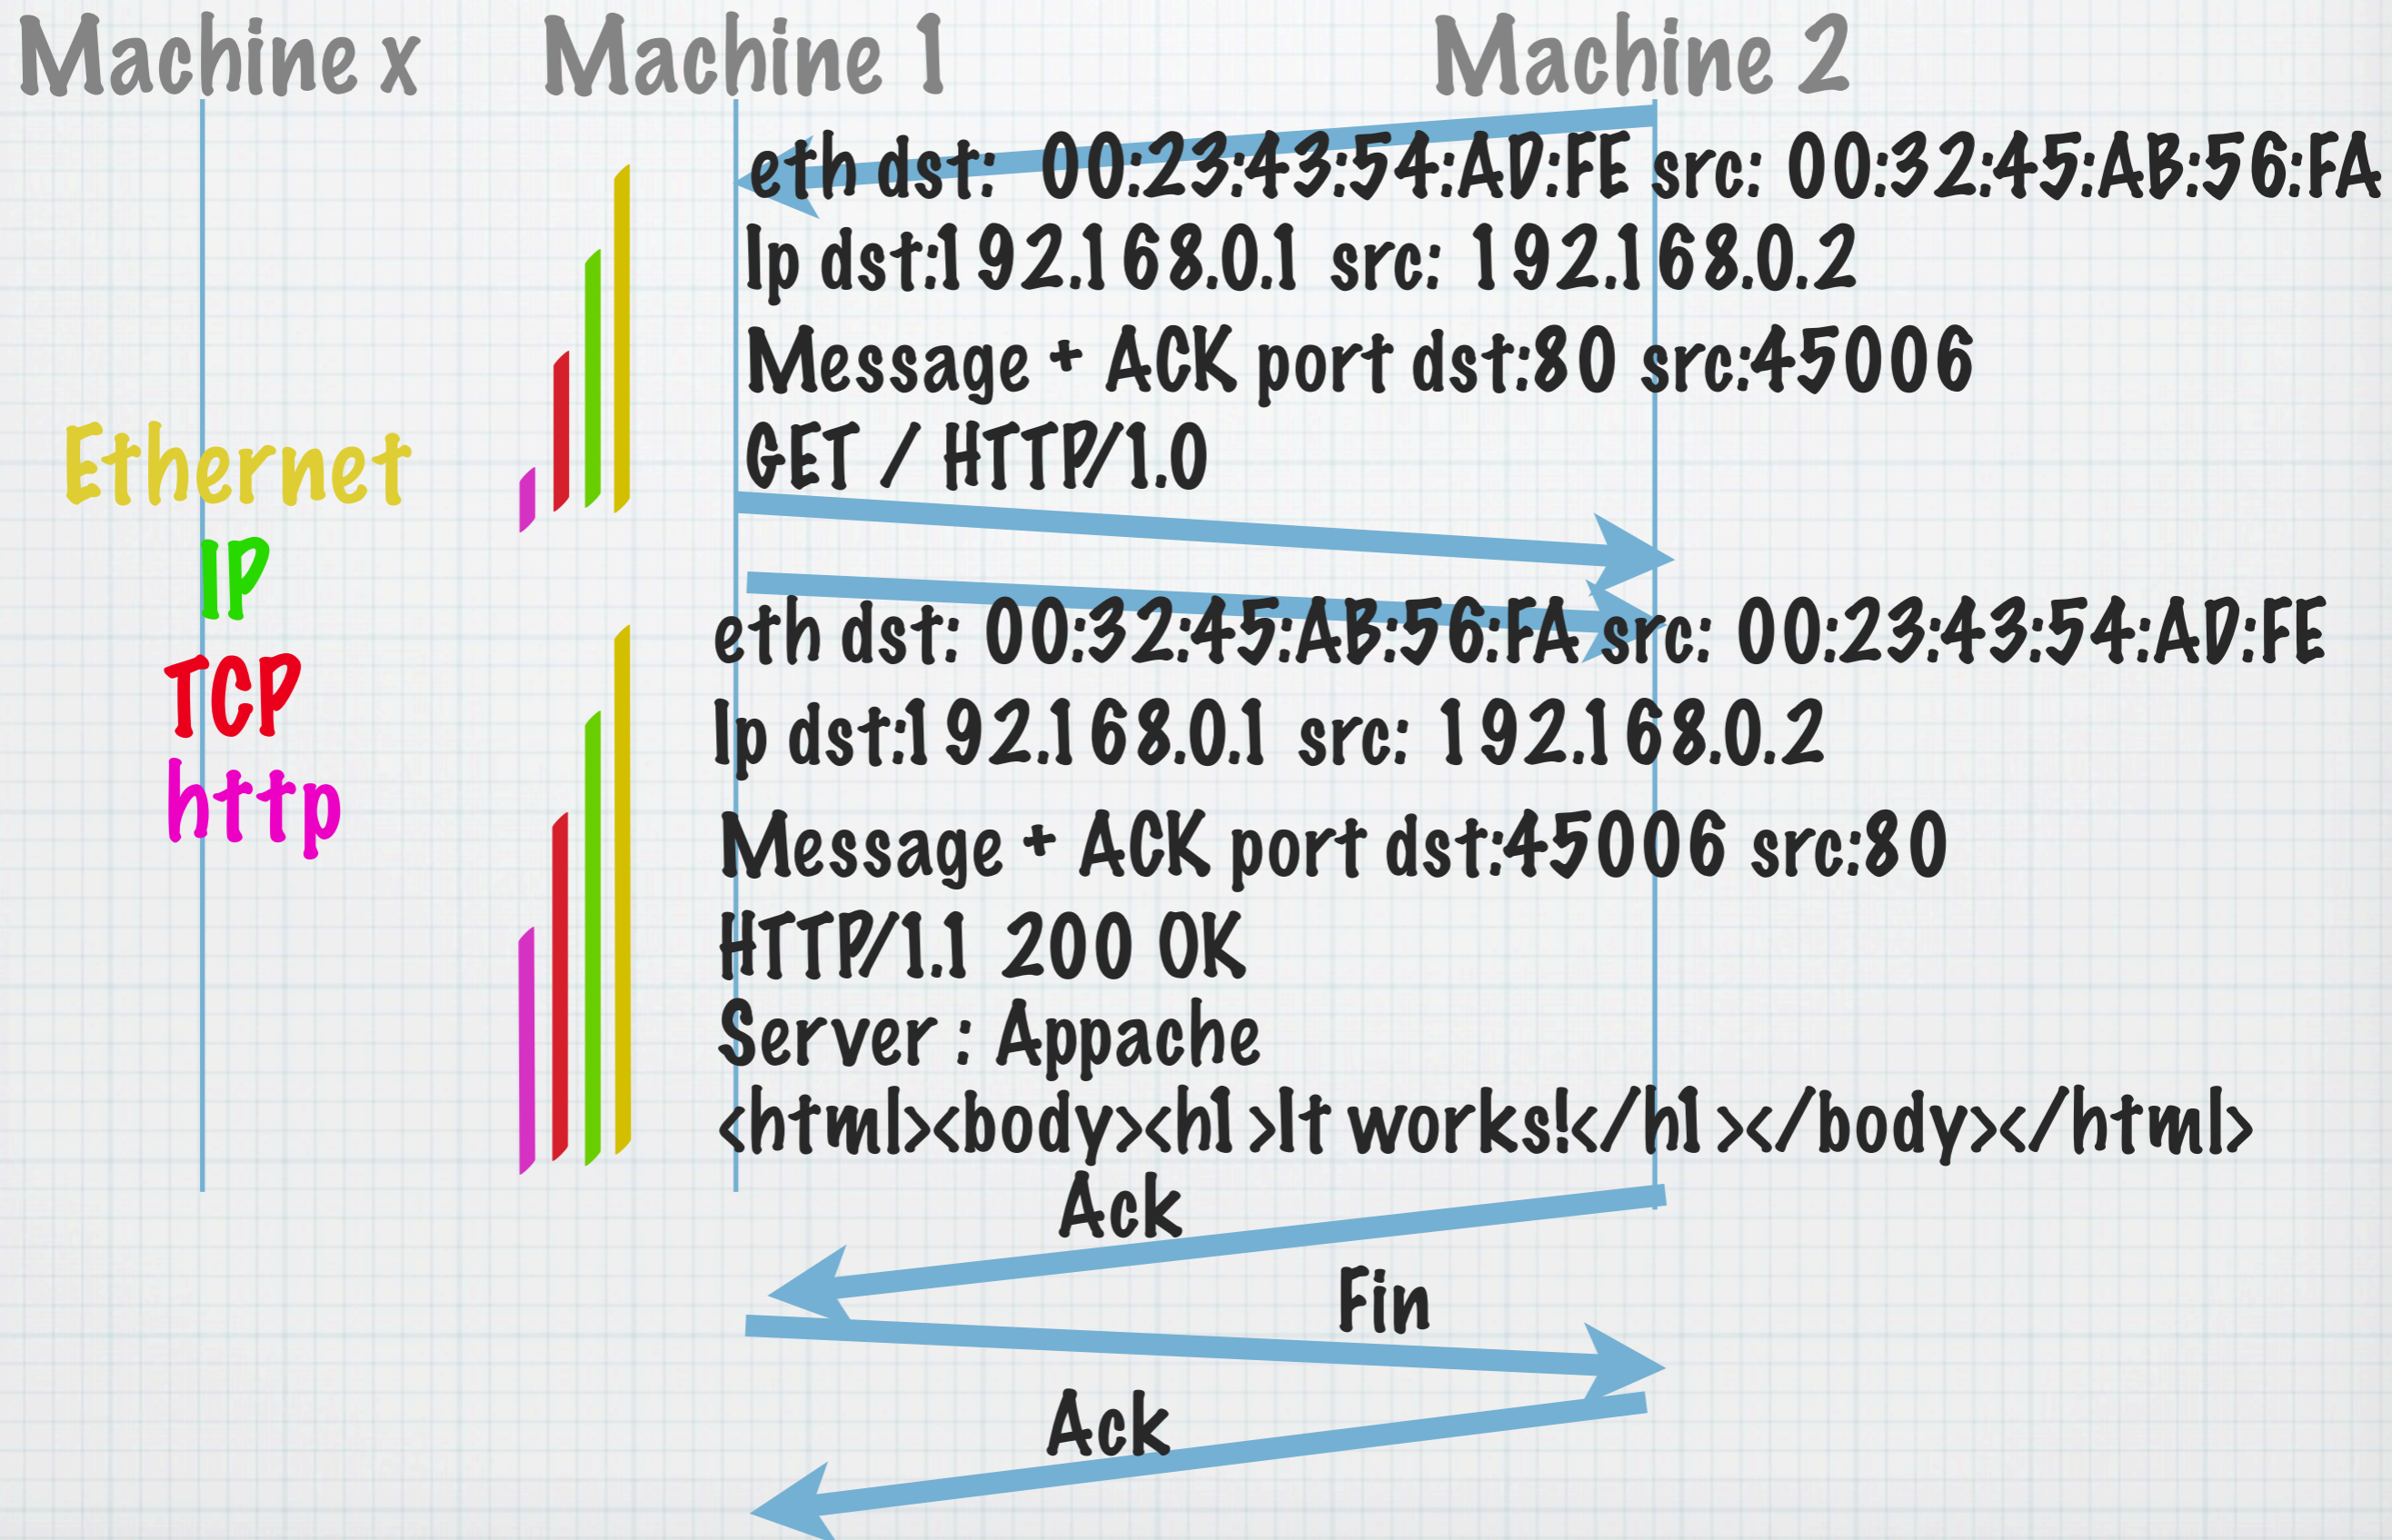 Machine x
Machine 1
Machine 2
eth dst: 00:23:43:54:AD:FE src: 00:32:45:AB:56:FA
Ip dst:192.168.0.1 src: 192.168.0.2
Message + ACK port dst:80 src:45006
GET / HTTP/1.0
Ethernet
IP
TCP
http
eth dst: 00:32:45:AB:56:FA src: 00:23:43:54:AD:FE
Ip dst:192.168.0.1 src: 192.168.0.2
Message + ACK port dst:45006 src:80
HTTP/1.1 200 OK
Server : Appache
<html><body><h1>It works!</h1></body></html>
Ack
Fin
Ack